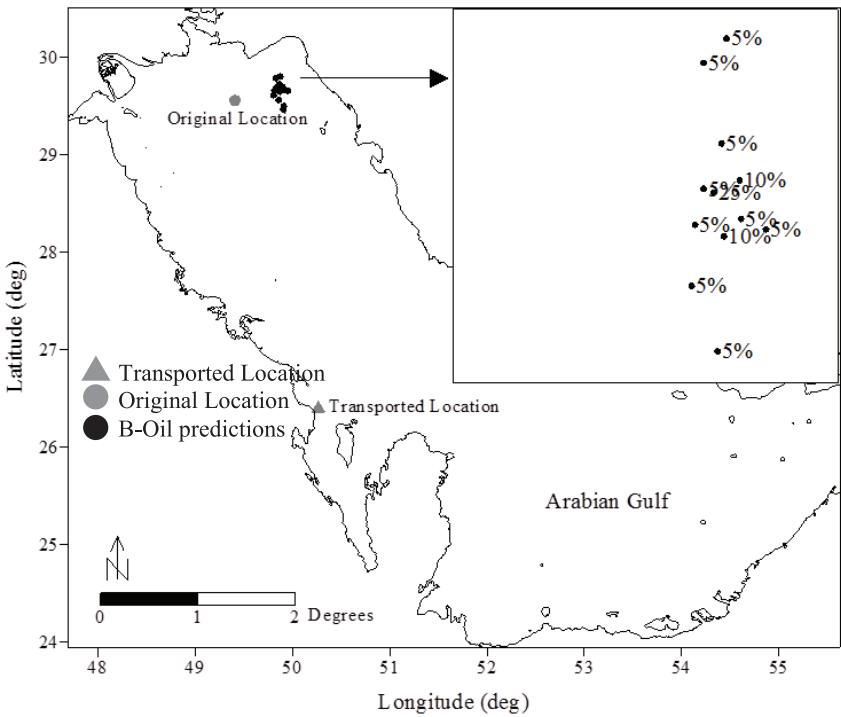 30
29
28
27
26
25
24
Latitude (deg)
Original Location
5%
5%
5%
10%
5%
25%
5%
5%
5%
10%
5%
5%
Transported Location
Original Location
B-Oil predictions
Transported Location
Arabian Gulf
N
0 1 2 Degrees
48 49 50 51 52 53 54 55
Longitude (deg)